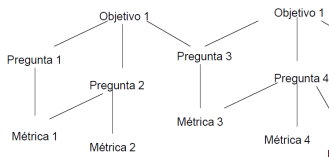 Objetivo 1
Objetivo 1
Pregunta 1
Pregunta 3
Pregunta 2
Pregunta 4
Métrica 1
Métrica 2
Métrica 3
Métrica 4